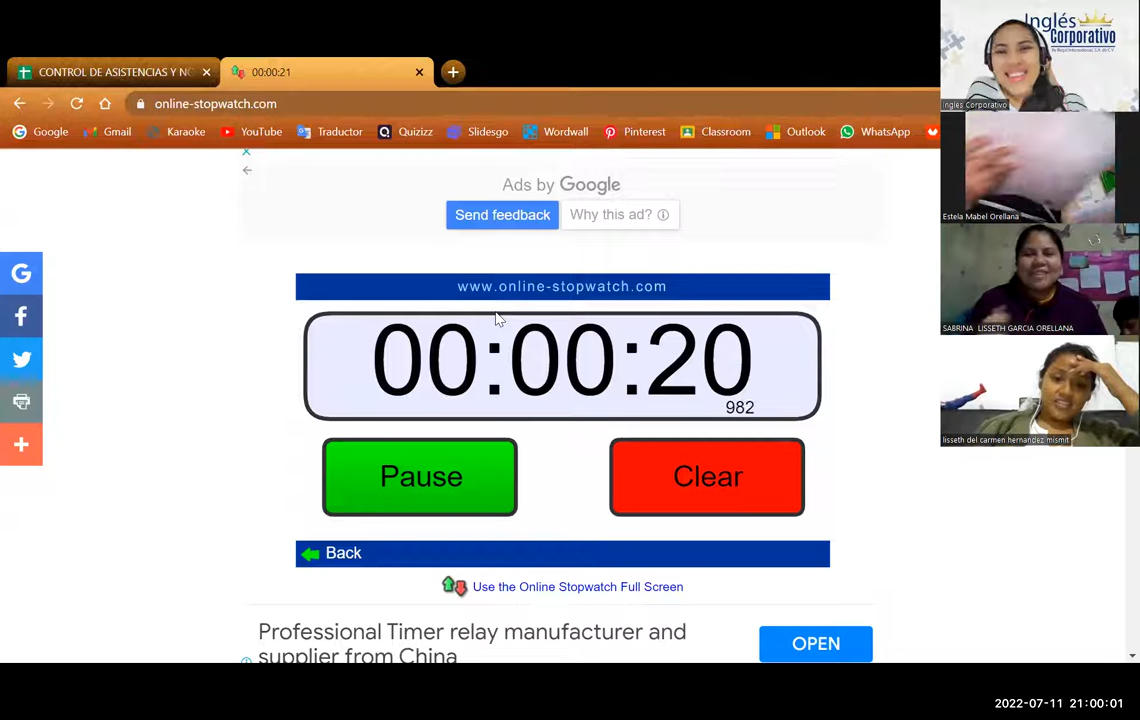 CONTROL DE ASISTENCIAS Y NO
00:00:21
online-stopwatch.com
Google Gmail Karaoke YouTube Traductor Quizizz Slidesgo Wordwall Pinterest Classroom Outlook WhatsApp
Ads by Google
Send feedback Why this ad?
www.online-stopwatch.com
00:00:20
982
Pause Clear
Back
Use the Online Stopwatch Full Screen
Professional Timer relay manufacturer and
supplier from China
OPEN
Inglés
Corporativo
Inglés Corporativo
Estela Mabel Orellana
SABRINA LISSETH GARCIA ORELLANA
lisseth del carmen hernandez mismit
2022-07-11 21:00:01